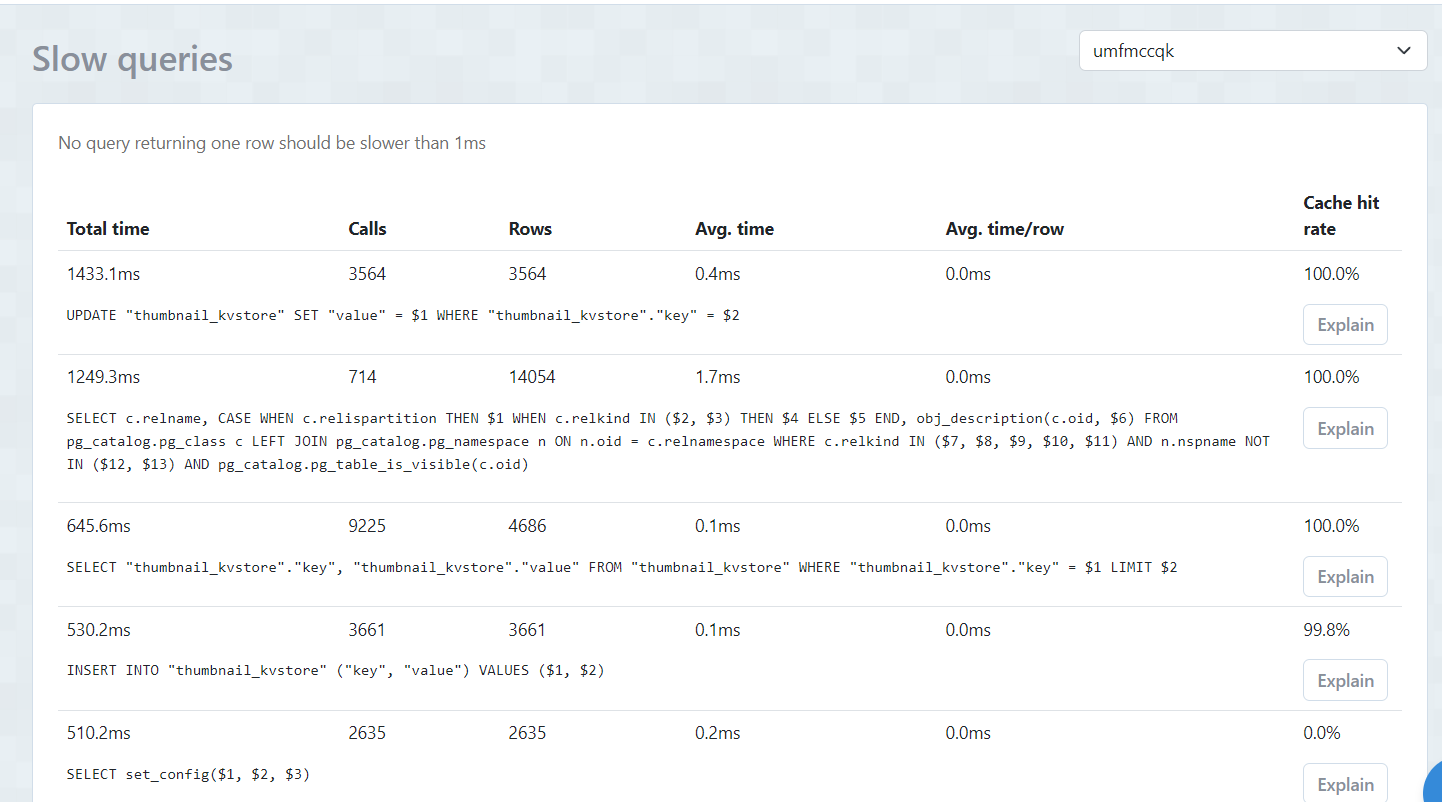 Slow queries
umfmccqk
No query returning one row should be slower than 1ms
Total time Calls Rows Avg. time Avg. time/row Cache hit rate
1433.1ms 3564 3564 0.4ms 0.0ms 100.0%
UPDATE "thumbnail_kvstore" SET "value" = $1 WHERE "thumbnail_kvstore"."key" = $2
Explain
1249.3ms 714 14054 1.7ms 0.0ms 100.0%
SELECT c.relname, CASE WHEN c.relispartition THEN $1 WHEN c.relkind IN ($2, $3) THEN $4 ELSE $5 END, obj_description(c.oid, $6) FROM
pg_catalog.pg_class c LEFT JOIN pg_catalog.pg_namespace n ON n.oid = c.relnamespace WHERE c.relkind IN ($7, $8, $9, $10, $11) AND n.nspname NOT
IN ($12, $13) AND pg_catalog.pg_table_is_visible(c.oid)
Explain
645.6ms 9225 4686 0.1ms 0.0ms 100.0%
SELECT "thumbnail_kvstore"."key", "thumbnail_kvstore"."value" FROM "thumbnail_kvstore" WHERE "thumbnail_kvstore"."key" = $1 LIMIT $2
Explain
530.2ms 3661 3661 0.1ms 0.0ms 99.8%
INSERT INTO "thumbnail_kvstore" ("key", "value") VALUES ($1, $2)
Explain
510.2ms 2635 2635 0.2ms 0.0ms 0.0%
SELECT set_config($1, $2, $3)
Explain